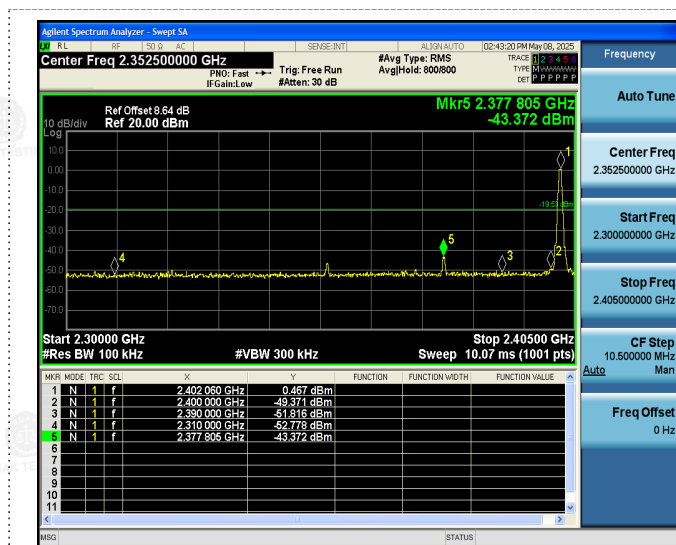 Agilent Spectrum Analyzer - Swept SA
LXI RL RF 50 Ω AC SENSE:INT ALIGN AUTO 02:43:20 PM May 08, 2025
Center Freq 2.352500000 GHz
PNO: Fast
IFGain:Low
Trig: Free Run
#Atten: 30 dB
#Avg Type: RMS
Avg|Hold: 800/800
TRACE 1 2 3 4 5 6
TYPE M W W W W W
DET P P P P P P
Ref Offset 8.64 dB
Ref 20.00 dBm
10 dB/div
Log
Mkr5 2.377 805 GHz
-43.372 dBm
10.0
0.00
-10.0
-20.0
-30.0
-40.0
-50.0
-60.0
-70.0
-19.53 dBm
1
2
3
4
5
Start 2.30000 GHz
#Res BW 100 kHz
#VBW 300 kHz
Stop 2.40500 GHz
Sweep 10.07 ms (1001 pts)
MKR MODE TRC SCL X Y FUNCTION FUNCTION WIDTH FUNCTION VALUE
1 N 1 f 2.402 060 GHz 0.467 dBm
2 N 1 f 2.400 000 GHz -49.371 dBm
3 N 1 f 2.390 000 GHz -51.816 dBm
4 N 1 f 2.310 000 GHz -52.778 dBm
5 N 1 f 2.377 805 GHz -43.372 dBm
6
7
8
9
10
11
MSG STATUS
Frequency
Auto Tune
Center Freq
2.352500000 GHz
Start Freq
2.300000000 GHz
Stop Freq
2.405000000 GHz
CF Step
10.500000 MHz
Auto Man
Freq Offset
0 Hz